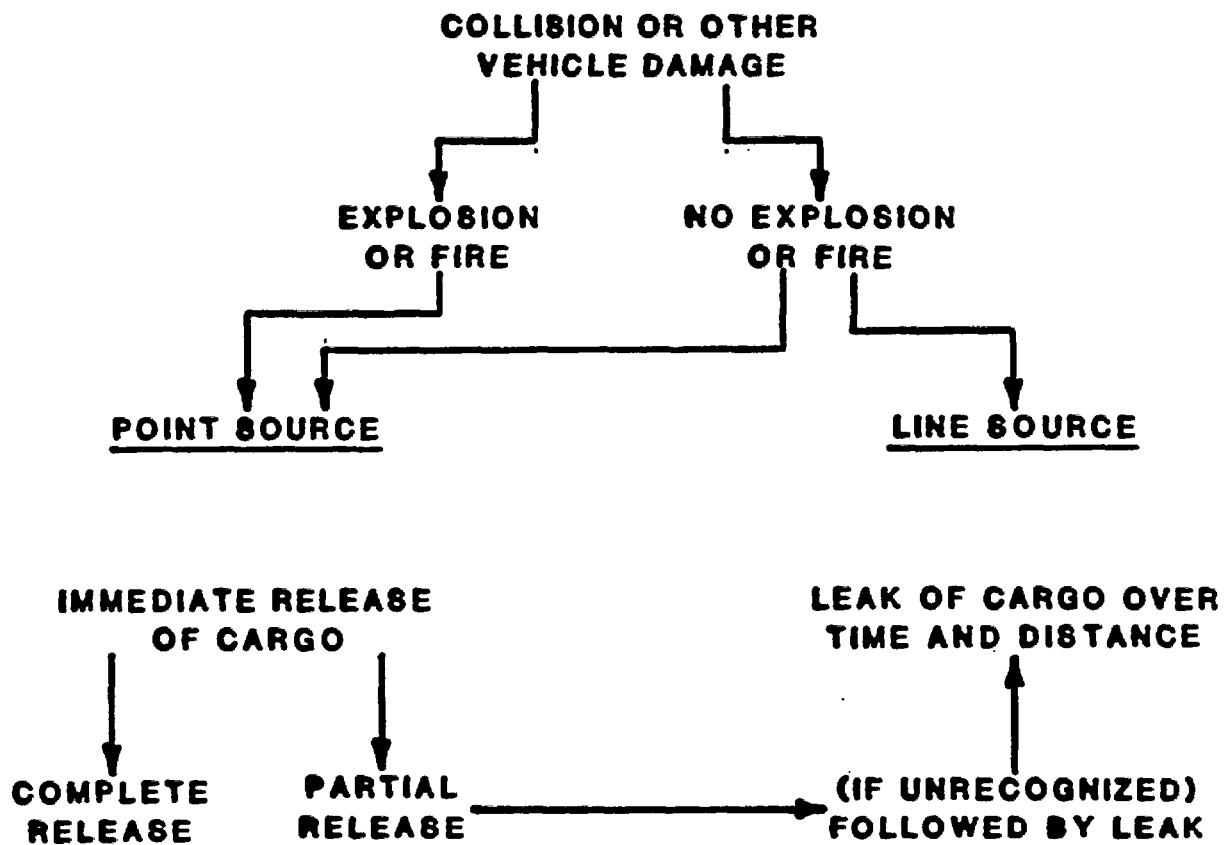 COLLISION OR OTHER
VEHICLE DAMAGE
EXPLOSION
OR FIRE
NO EXPLOSION
OR FIRE
POINT SOURCE
LINE SOURCE
IMMEDIATE RELEASE
OF CARGO
LEAK OF CARGO OVER
TIME AND DISTANCE
COMPLETE
RELEASE
PARTIAL
RELEASE
(IF UNRECOGNIZED)
FOLLOWED BY LEAK